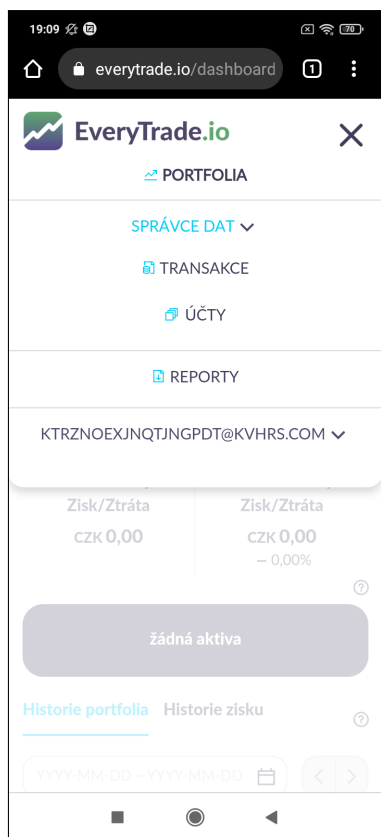 19:09
70
everytrade.io/dashboard
1
EveryTrade.io
PORTFOLIA
SPRÁVCE DAT
TRANSAKCE
ÚČTY
REPORTY
KTRZNOEXJNQTJNGPDT@KVHRS.COM
Zisk/Ztráta
Zisk/Ztráta
CZK 0,00
CZK 0,00
— 0,00%
žádná aktiva
Historie portfolia
Historie zisku
YYYY-MM-DD – YYYY-MM-DD